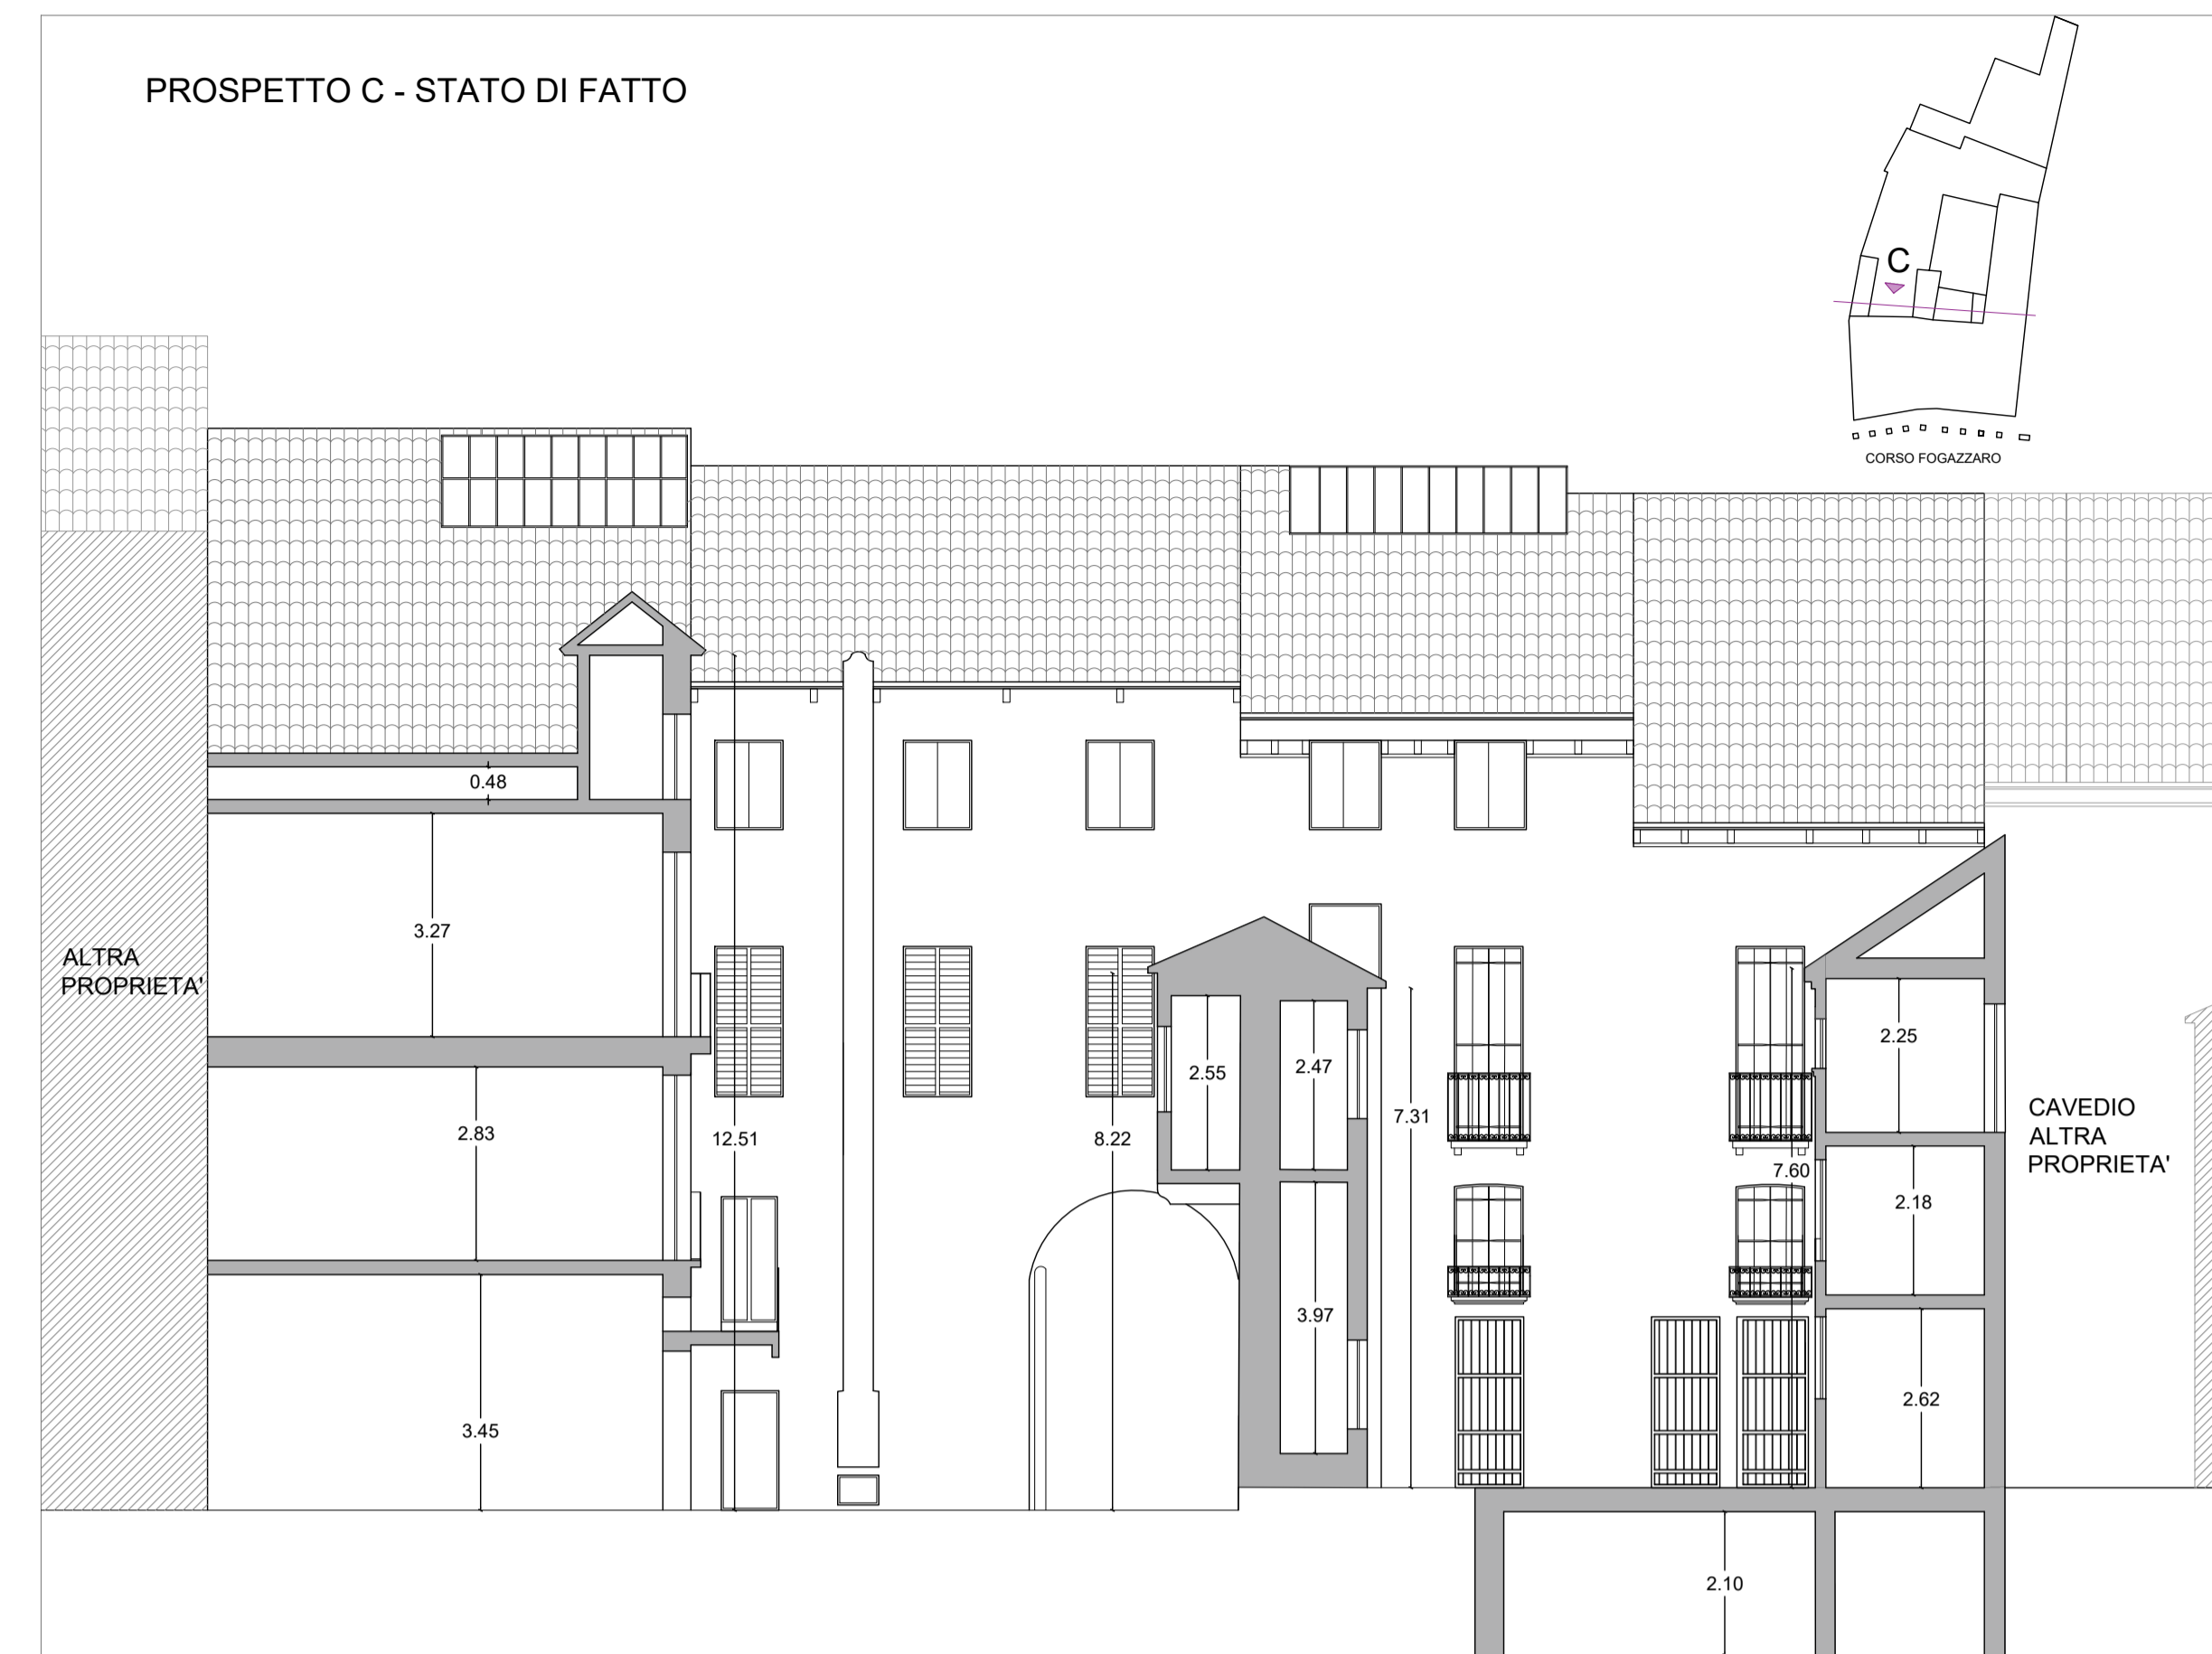 PROSPETTO C - STATO DI FATTO
C
CORSO FOGAZZARO
0.48
3.27
ALTRA
PROPRIETA'
2.83
12.51
8.22
2.55
2.47
7.31
2.25
CAVEDIO
ALTRA
PROPRIETA'
7.60
2.18
3.97
2.62
3.45
2.10